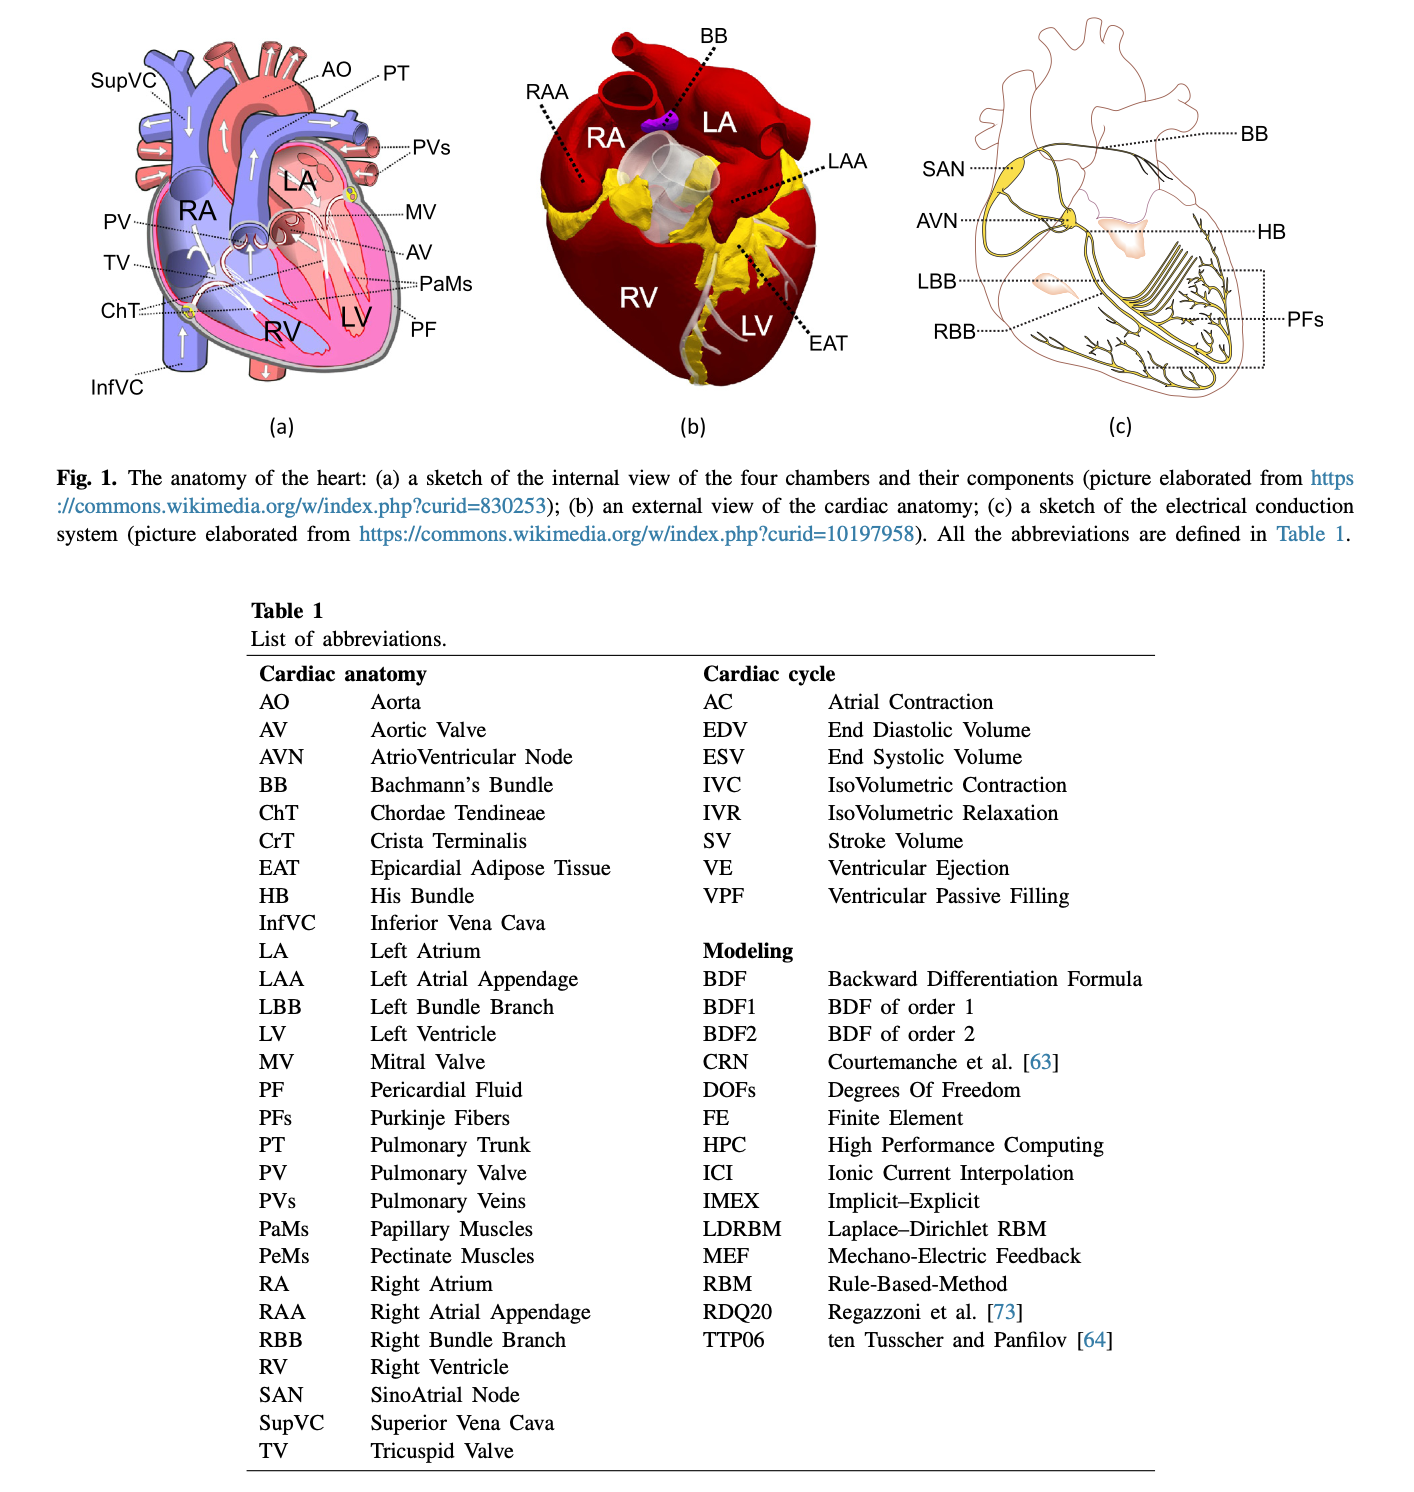 SupVC
AO
PT
PVs
LA
RA
PV
MV
TV
AV
ChT
PaMs
RV
LV
PF
InfVC
(a)
BB
RAA
RA
LA
LAA
RV
LV
EAT
(b)
BB
SAN
AVN
HB
LBB
RBB
PFs
(c)
Fig. 1. The anatomy of the heart: (a) a sketch of the internal view of the four chambers and their components (picture elaborated from https
://commons.wikimedia.org/w/index.php?curid=830253); (b) an external view of the cardiac anatomy; (c) a sketch of the electrical conduction
system (picture elaborated from https://commons.wikimedia.org/w/index.php?curid=10197958). All the abbreviations are defined in Table 1.
Table 1
List of abbreviations.
Cardiac anatomy
AO Aorta
AV Aortic Valve
AVN AtrioVentricular Node
BB Bachmann's Bundle
ChT Chordae Tendineae
CrT Crista Terminalis
EAT Epicardial Adipose Tissue
HB His Bundle
InfVC Inferior Vena Cava
LA Left Atrium
LAA Left Atrial Appendage
LBB Left Bundle Branch
LV Left Ventricle
MV Mitral Valve
PF Pericardial Fluid
PFs Purkinje Fibers
PT Pulmonary Trunk
PV Pulmonary Valve
PVs Pulmonary Veins
PaMs Papillary Muscles
PeMs Pectinate Muscles
RA Right Atrium
RAA Right Atrial Appendage
RBB Right Bundle Branch
RV Right Ventricle
SAN SinoAtrial Node
SupVC Superior Vena Cava
TV Tricuspid Valve
Cardiac cycle
AC Atrial Contraction
EDV End Diastolic Volume
ESV End Systolic Volume
IVC IsoVolumetric Contraction
IVR IsoVolumetric Relaxation
SV Stroke Volume
VE Ventricular Ejection
VPF Ventricular Passive Filling
Modeling
BDF Backward Differentiation Formula
BDF1 BDF of order 1
BDF2 BDF of order 2
CRN Courtemanche et al. [63]
DOFs Degrees Of Freedom
FE Finite Element
HPC High Performance Computing
ICI Ionic Current Interpolation
IMEX Implicit–Explicit
LDRBM Laplace–Dirichlet RBM
MEF Mechano-Electric Feedback
RBM Rule-Based-Method
RDQ20 Regazzoni et al. [73]
TTP06 ten Tusscher and Panfilov [64]